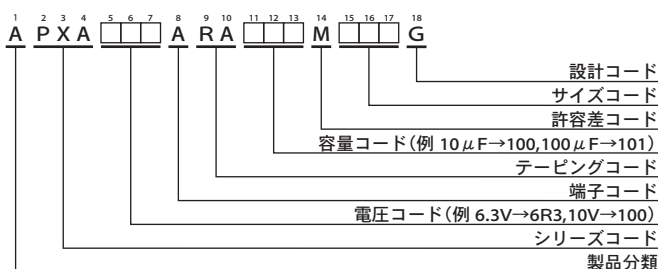 1 2 3 4 5 6 7 8 9 10 11 12 13 14 15 16 17 18
A PXA □□□ A RA □□□ M □□□ G
設計コード
サイズコード
許容差コード
容量コード（例 10μF→100,100μF→101）
テーピングコード
端子コード
電圧コード（例 6.3V→6R3,10V→100）
シリーズコード
製品分類